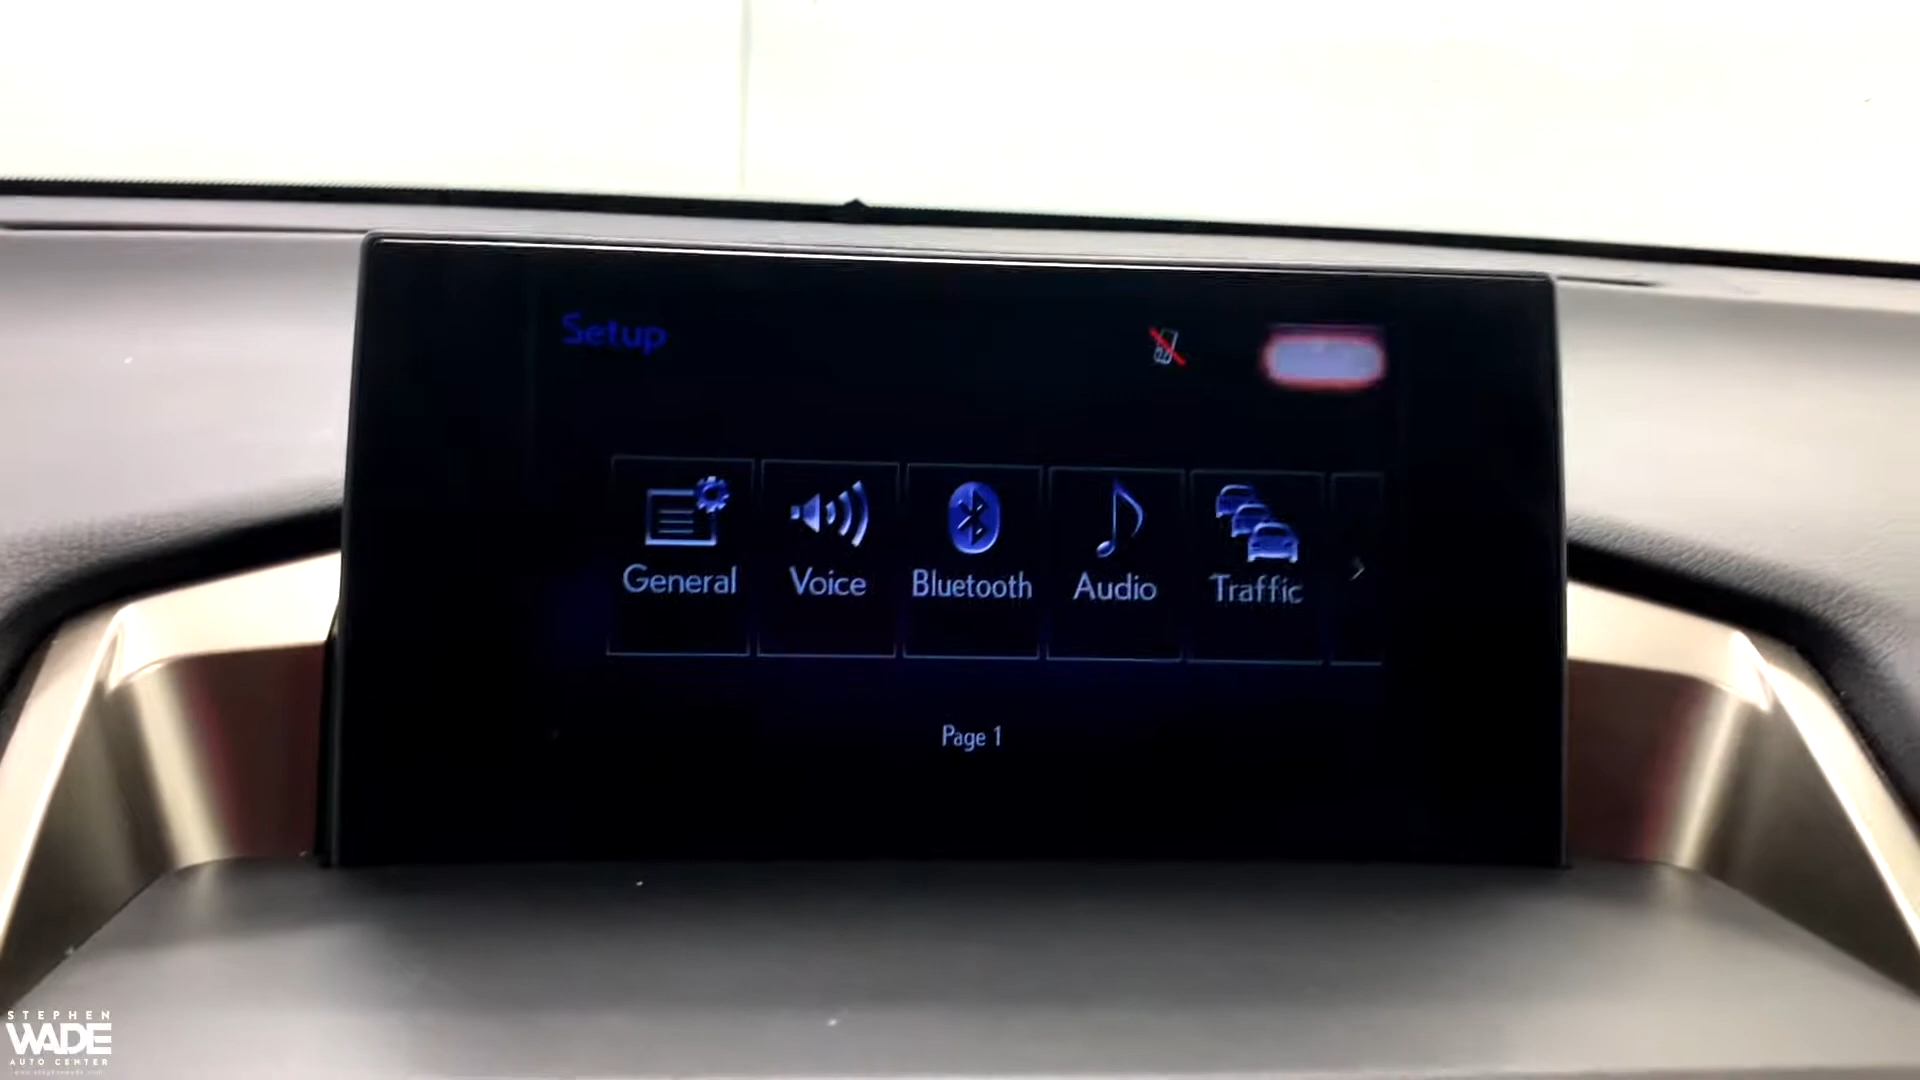 Setup
General
Voice
Bluetooth
Audio
Traffic
Page 1
STEPHEN
WADE
AUTO CENTER